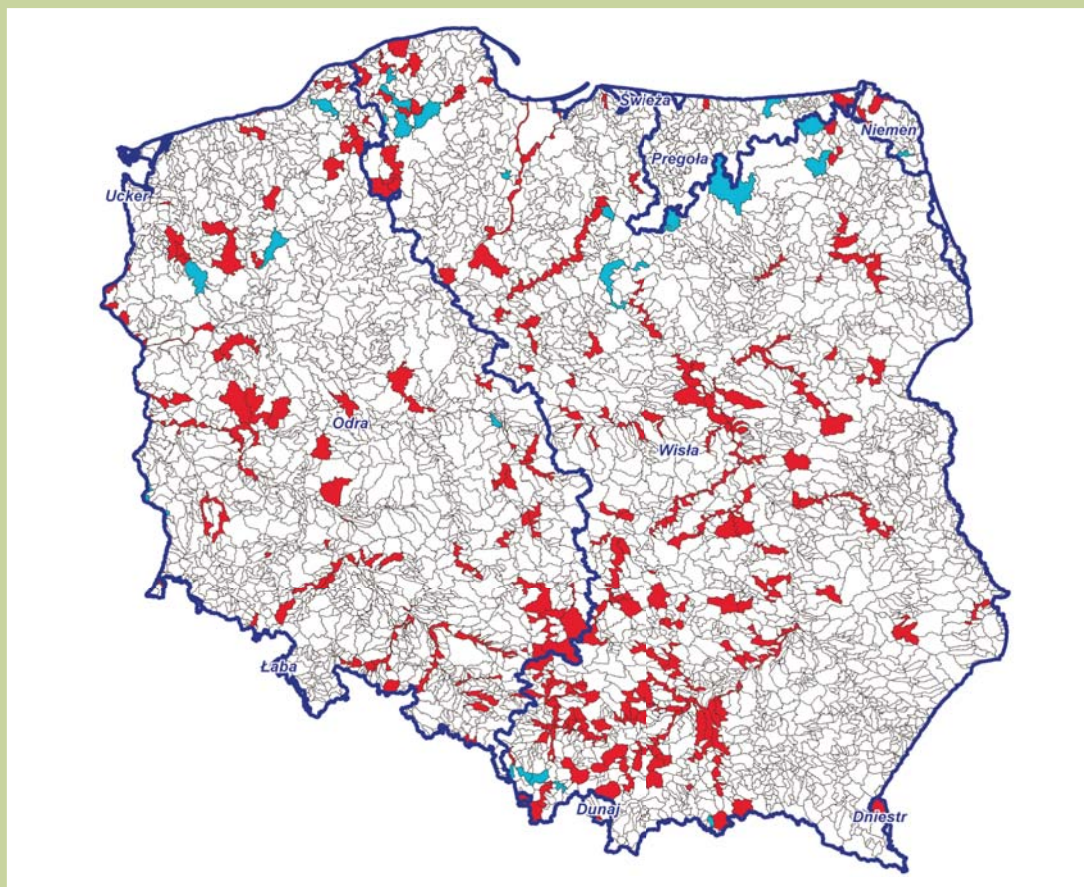 Świeża
Niemen
Pregoła
Ucker
Odra
Wisła
Łaba
Dunaj
Dniestr